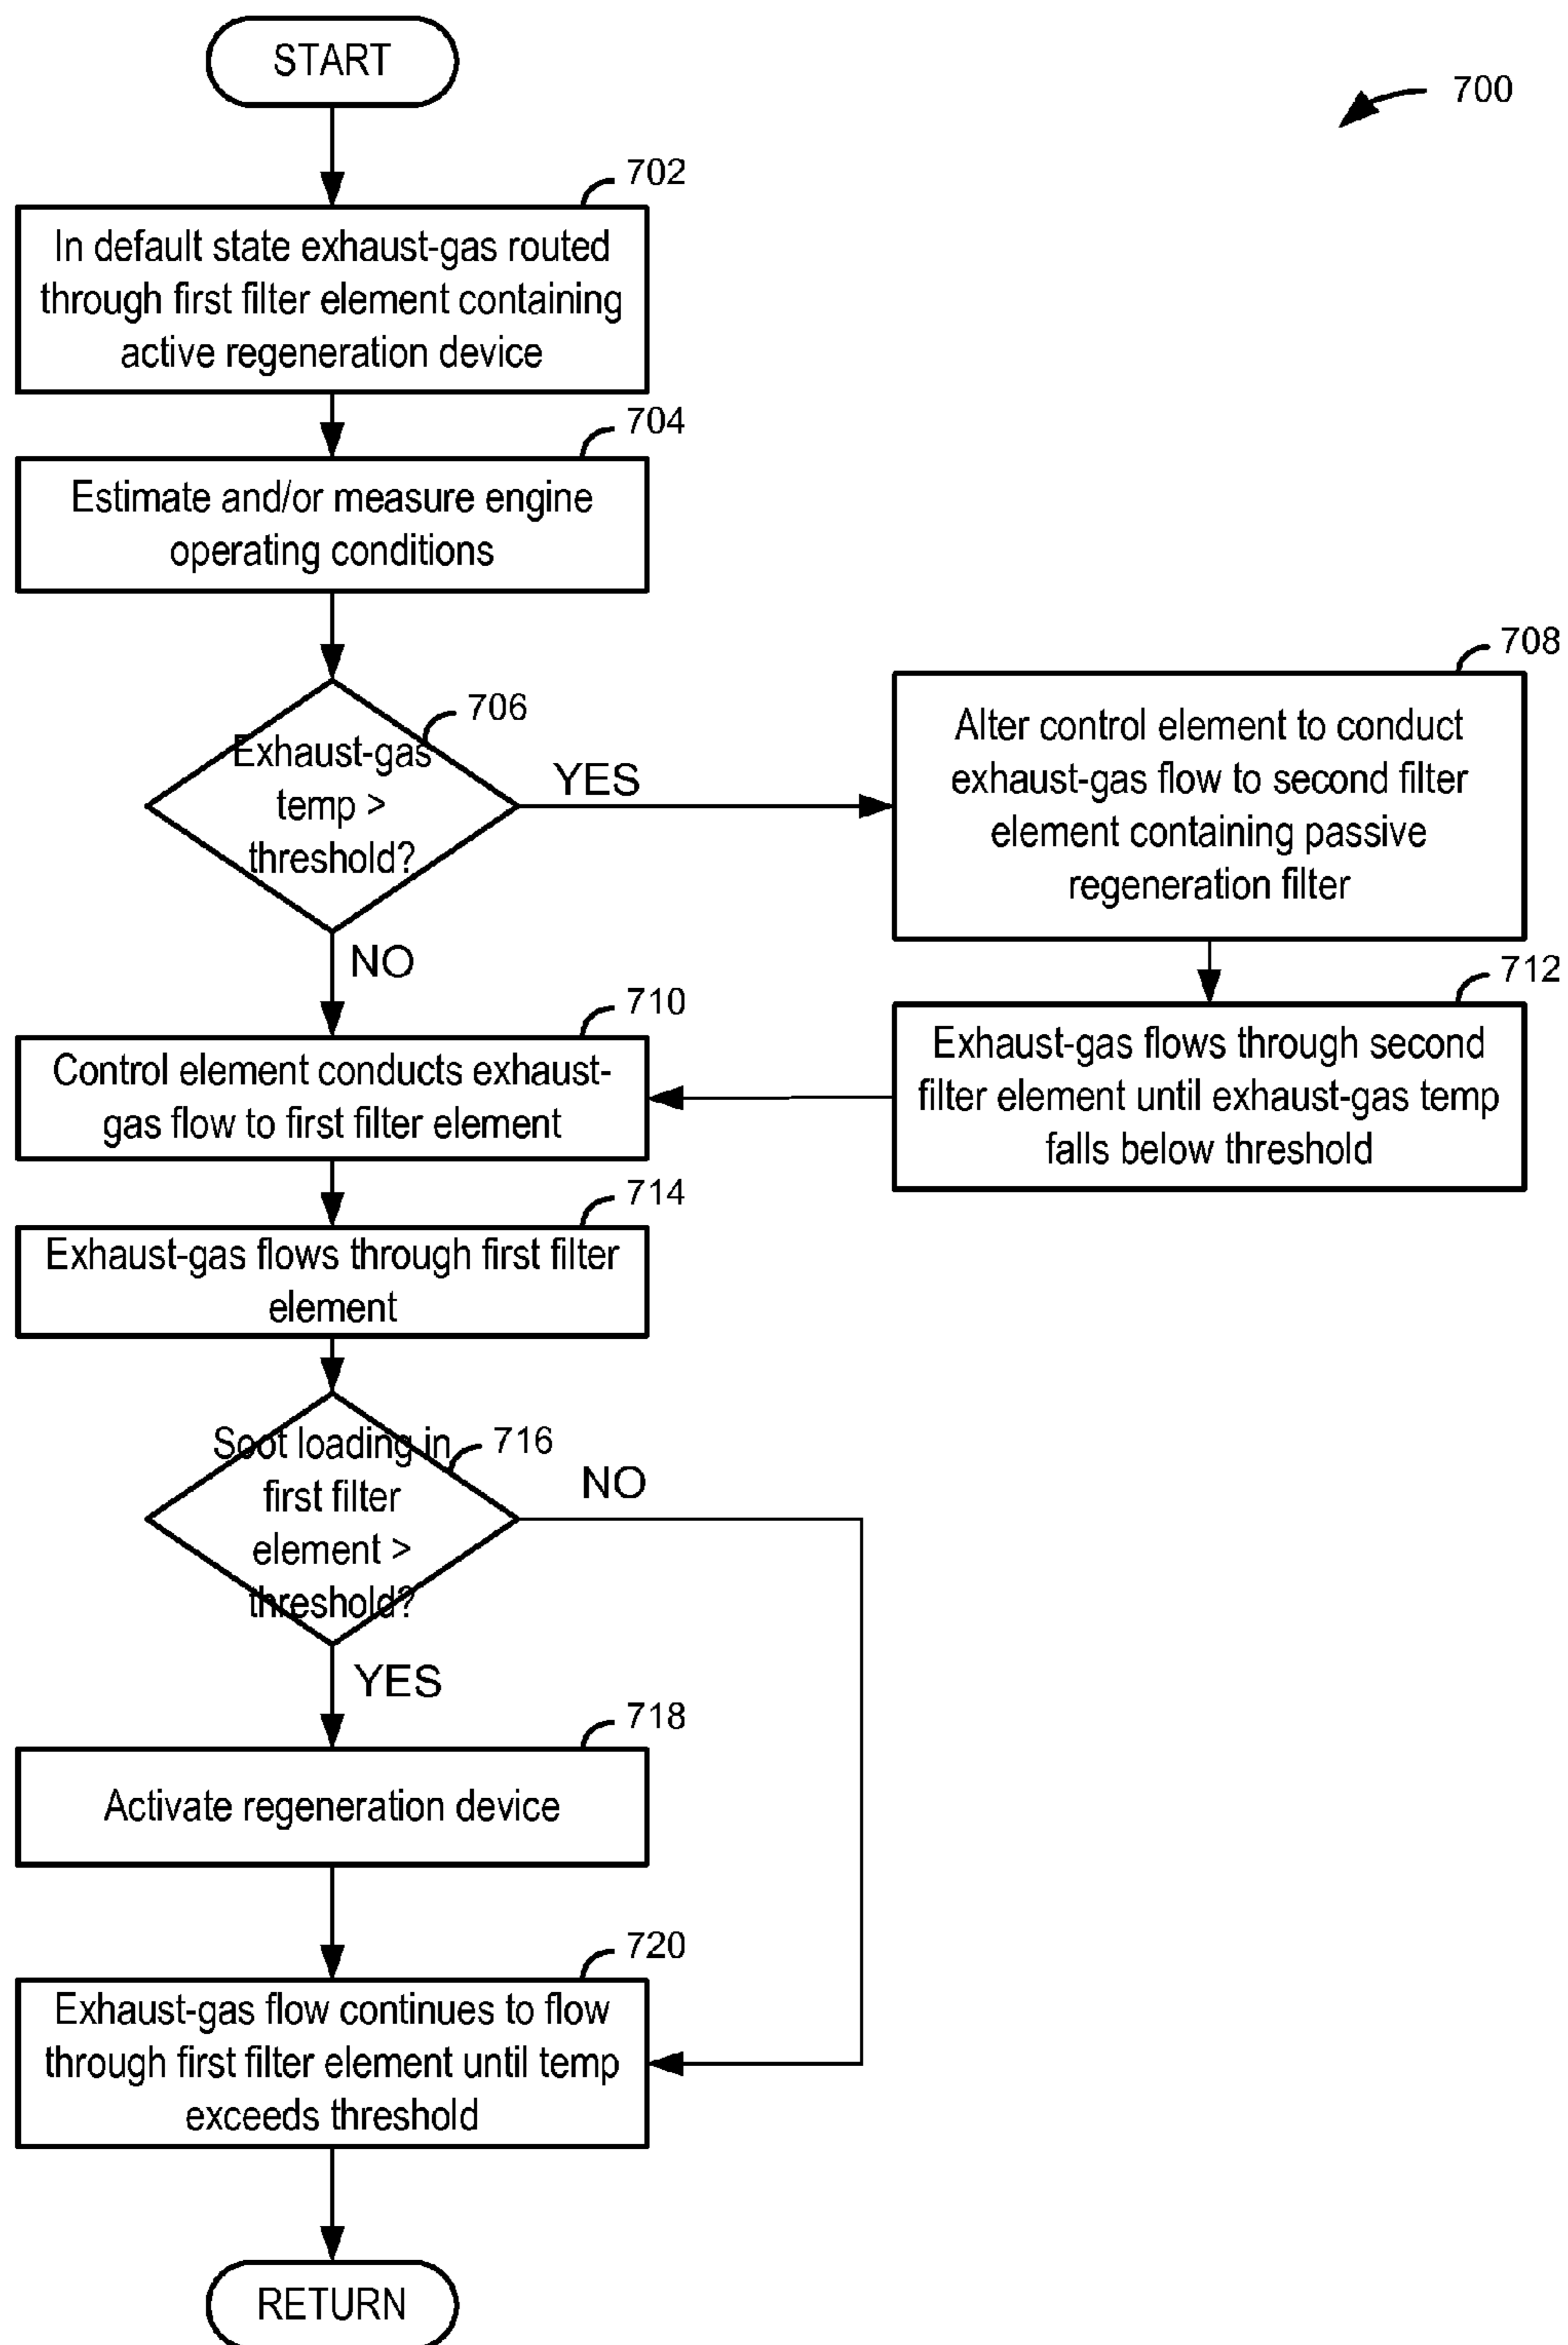 START
700
702
In default state exhaust-gas routed
through first filter element containing
active regeneration device
704
Estimate and/or measure engine
operating conditions
706
Exhaust-gas
temp >
threshold?
YES
NO
708
Alter control element to conduct
exhaust-gas flow to second filter
element containing passive
regeneration filter
712
Exhaust-gas flows through second
filter element until exhaust-gas temp
falls below threshold
710
Control element conducts exhaust-
gas flow to first filter element
714
Exhaust-gas flows through first filter
element
716
Soot loading in
first filter
element >
threshold?
NO
YES
718
Activate regeneration device
720
Exhaust-gas flow continues to flow
through first filter element until temp
exceeds threshold
RETURN